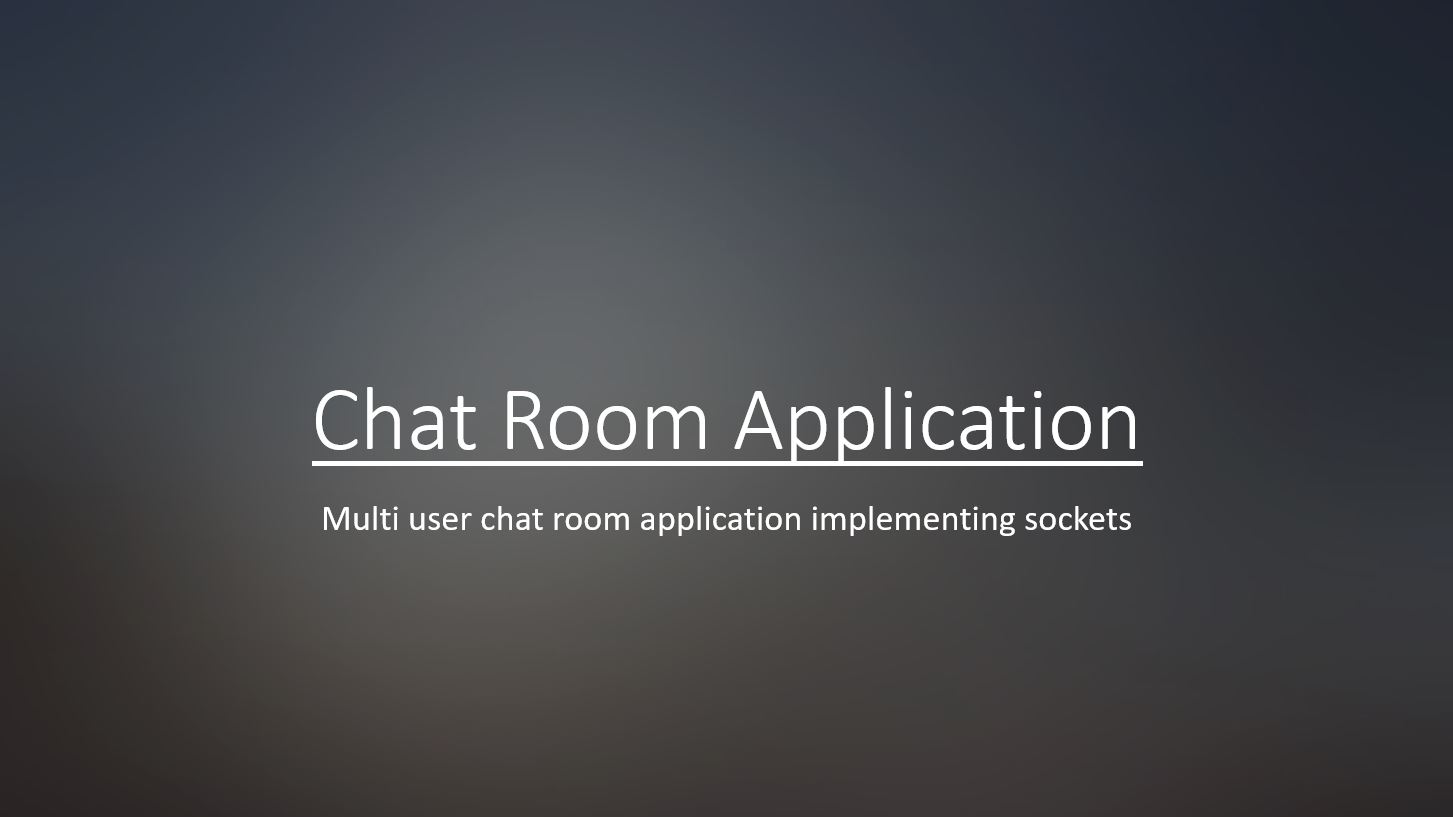 Chat Room Application
Multi user chat room application implementing sockets